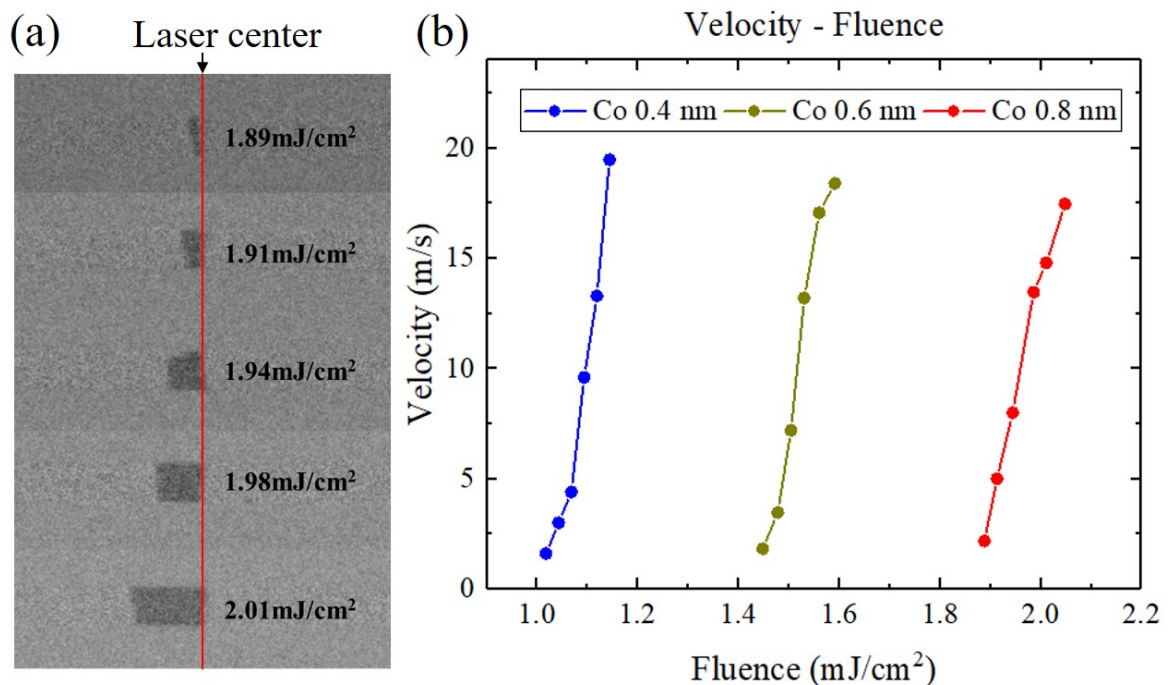 (a)
Laser center
1.89mJ/cm²
1.91mJ/cm²
1.94mJ/cm²
1.98mJ/cm²
2.01mJ/cm²
(b)
Velocity - Fluence
Co 0.4 nm Co 0.6 nm Co 0.8 nm
Velocity (m/s)
20
15
10
5
0
1.0 1.2 1.4 1.6 1.8 2.0 2.2
Fluence (mJ/cm²)